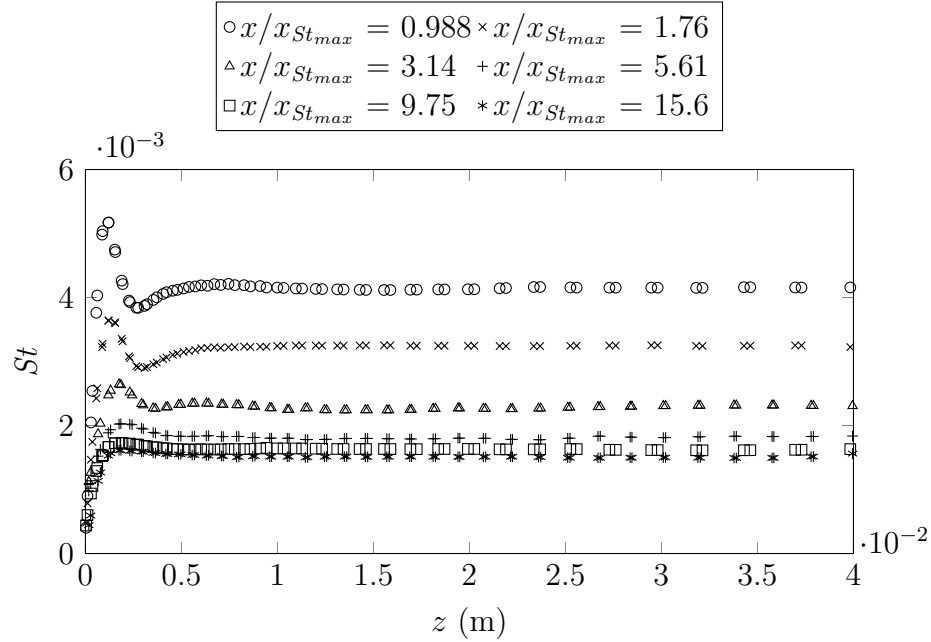 x/x_{St_{max}} = 0.988 x/x_{St_{max}} = 1.76
x/x_{St_{max}} = 3.14 x/x_{St_{max}} = 5.61
x/x_{St_{max}} = 9.75 x/x_{St_{max}} = 15.6
·10^{-3}
6
4
2
0
St
0 0.5 1 1.5 2 2.5 3 3.5 4
·10^{-2}
z (m)